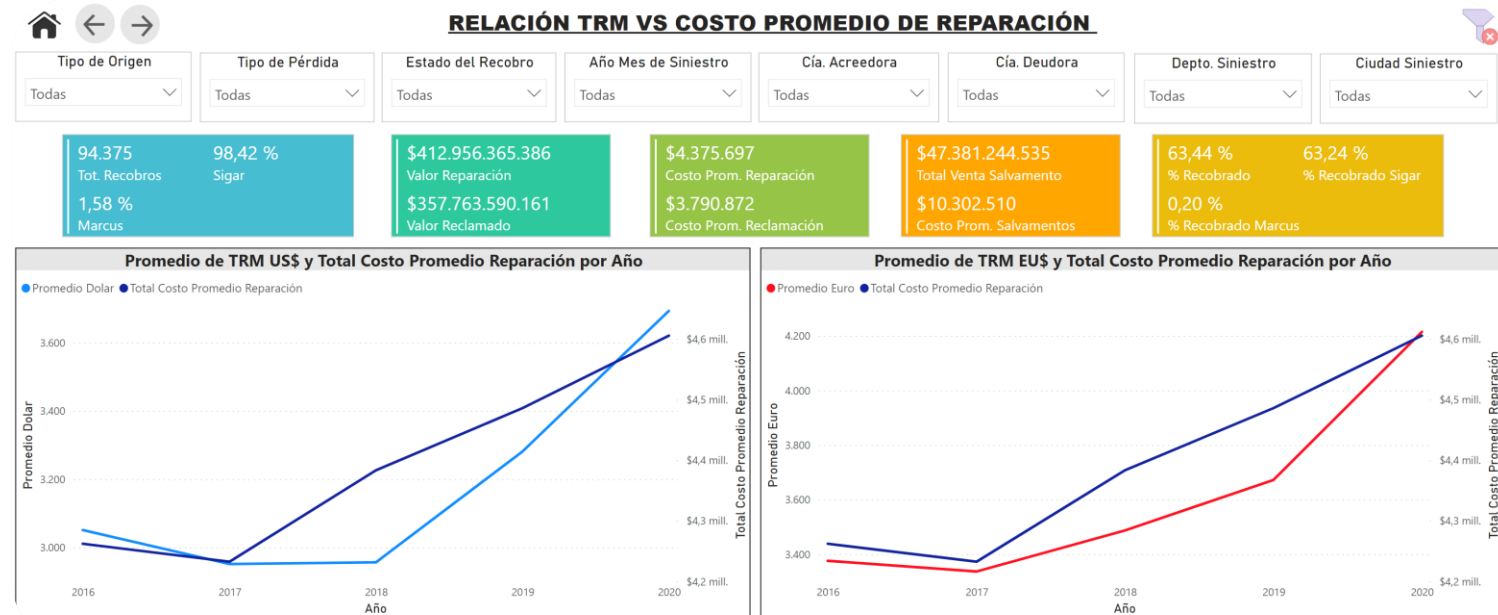 RELACIÓN TRM VS COSTO PROMEDIO DE REPARACIÓN
Tipo de Origen
Todas
Tipo de Pérdida
Todas
Estado del Recobro
Todas
Año Mes de Siniestro
Todas
Cía. Acreedora
Todas
Cía. Deudora
Todas
Depto. Siniestro
Todas
Ciudad Siniestro
Todas
94.375 98,42 %
Tot. Recobros Sigar
1,58 %
Marcus
$412.956.365.386
Valor Reparación
$357.763.590.161
Valor Reclamado
$4.375.697
Costo Prom. Reparación
$3.790.872
Costo Prom. Reclamación
$47.381.244.535
Total Venta Salvamento
$10.302.510
Costo Prom. Salvamentos
63,44 % 63,24 %
% Recobrado % Recobrado Sigar
0,20 %
% Recobrado Marcus
Promedio de TRM US$ y Total Costo Promedio Reparación por Año
Promedio Dolar Total Costo Promedio Reparación
Promedio Dolar
3.600
3.400
3.200
3.000
$4,6 mill.
$4,5 mill.
$4,4 mill.
$4,3 mill.
$4,2 mill.
Total Costo Promedio Reparación
2016 2017 2018 2019 2020
Año
Promedio de TRM EU$ y Total Costo Promedio Reparación por Año
Promedio Euro Total Costo Promedio Reparación
Promedio Euro
4.200
4.000
3.800
3.600
3.400
$4,6 mill.
$4,5 mill.
$4,4 mill.
$4,3 mill.
$4,2 mill.
Total Costo Promedio Reparación
2016 2017 2018 2019 2020
Año